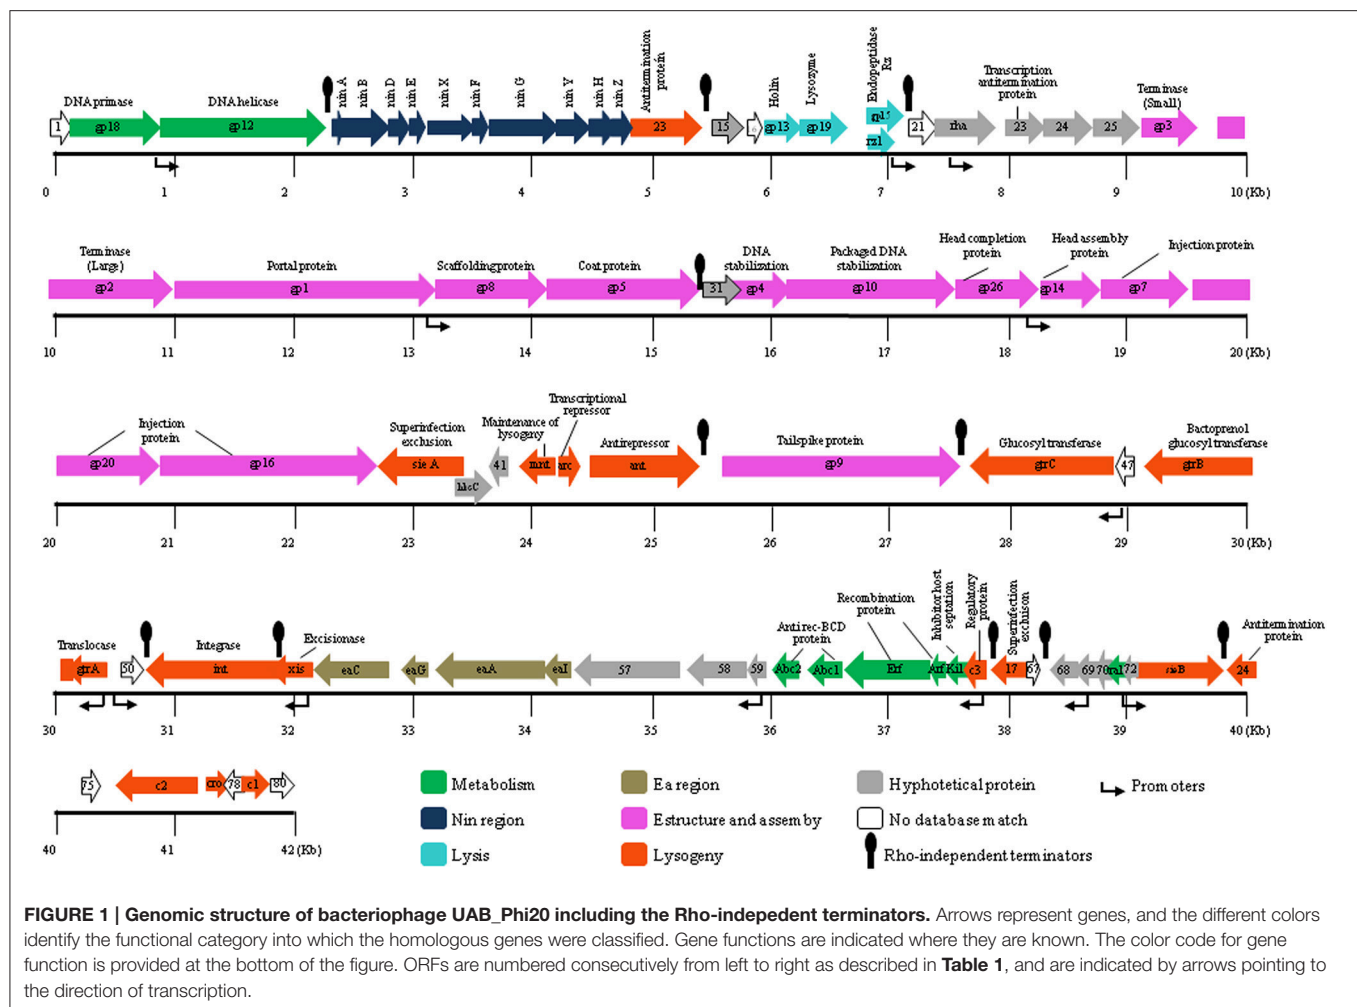 nin A
nin B
nin D
nin E
nin X
nin F
nin G
nin Y
nin H
nin Z
Antitermination
protein
Holin
Lysozyme
Endopeptidase
Rz
Transcription
antitermination
protein
Terminase
(Small)
DNA primase
DNA helicase
1
gp18
gp12
23
15
gp13
gp19
gp15
rz1
21
rha
23
24
25
gp3
0 1 2 3 4 5 6 7 8 9 10 (Kb)
Terminase
(Large)
Portal protein
Scaffolding protein
Coat protein
DNA
stabilization
Packaged DNA
stabilization
Head completion
protein
Head assembly
protein
Injection protein
gp2
gp1
gp8
gp5
31
gp4
gp10
gp26
gp14
gp7
10 11 12 13 14 15 16 17 18 19 20 (Kb)
Injection
protein
Superinfection
exclusion
Maintenance of
lysogeny
Transcriptional
repressor
Antirepressor
Tailspike protein
Glucosyl transferase
Bactoprenol
glucosyl transferase
gp20
gp16
sie A
hkcC
41
mnt
arc
ant
gp9
gtrC
47
gtrB
20 21 22 23 24 25 26 27 28 29 30 (Kb)
Translocase
Integrase
Excisionase
Anti rec-BCD
protein
Recombination
protein
Inhibitor host
septation
Regulatory
protein
Superinfection
excluison
Antitermination
protein
gtrA
50
int
xis
eaC
eaG
eaA
eaI
57
58
59
Abc2
Abc1
Erf
Arf
Kil
c3
17
67
68
69
70
ral
72
sieB
24
30 31 32 33 34 35 36 37 38 39 40 (Kb)
75
c2
cro
78
c1
80
40 41 42 (Kb)
Metabolism
Nin region
Lysis
Ea region
Estructure and assemby
Lysogeny
Hyphotetical protein
No database match
Rho-independent terminators
Promoters
FIGURE 1 | Genomic structure of bacteriophage UAB_Phi20 including the Rho-indepedent terminators. Arrows represent genes, and the different colors
identify the functional category into which the homologous genes were classified. Gene functions are indicated where they are known. The color code for gene
function is provided at the bottom of the figure. ORFs are numbered consecutively from left to right as described in Table 1, and are indicated by arrows pointing to
the direction of transcription.